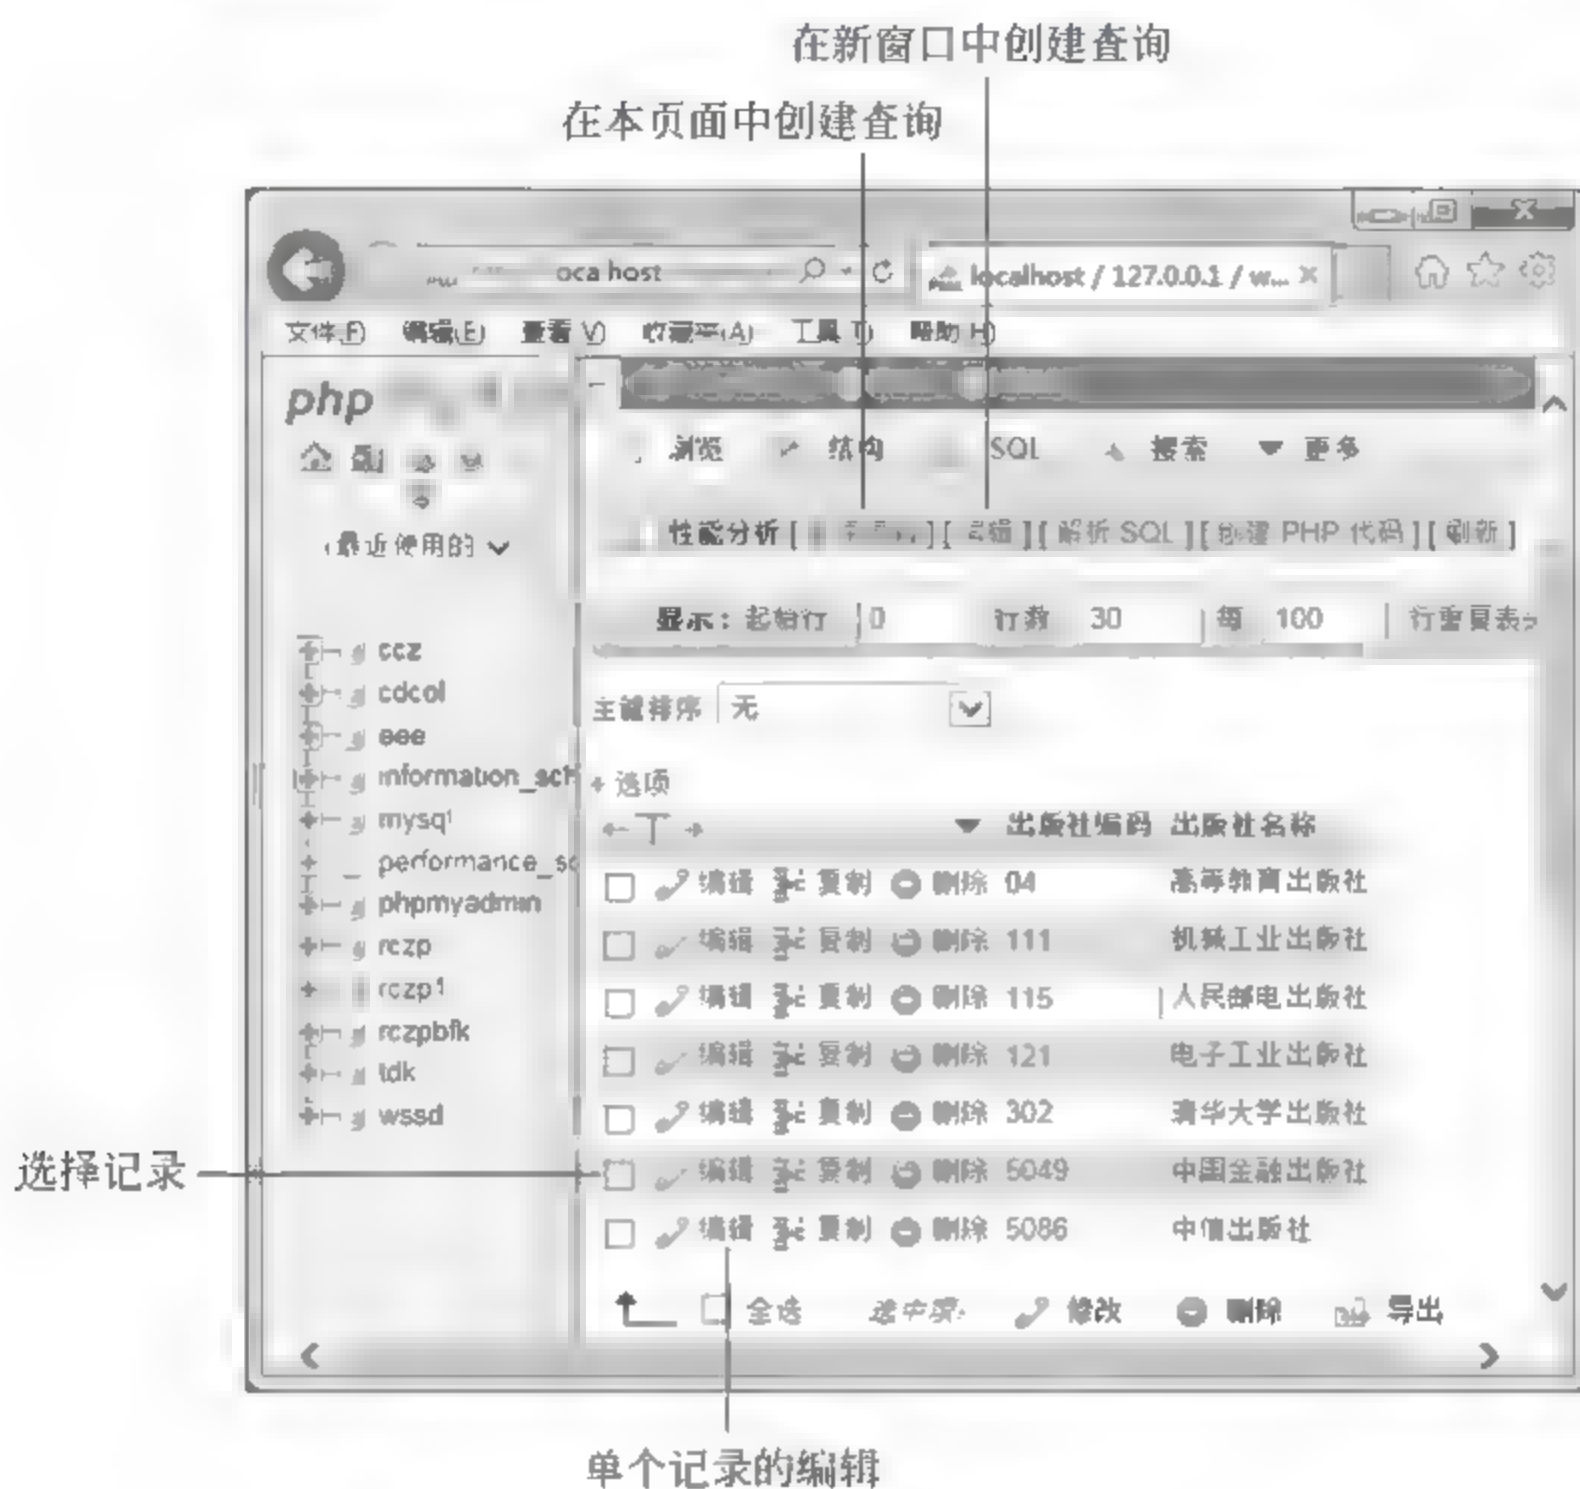 在新窗口中创建查询
在本页面中创建查询
localhost / 127.0.0.1 / w...
文件(F) 编辑(E) 查看(V) 收藏夹(A) 工具(T) 帮助(H)
php
浏览 结构 SQL 搜索 更多
性能分析 [ ][ 编辑 ][ 解析 SQL ][ 创建 PHP 代码 ][ 刷新 ]
(最近使用的
显示: 起始行 0 行数 30 每 100 行重复表头
ccz
cdcol
eee
information_sch
mysql
performance_sc
phpmyadmin
rczp
rczp1
rczpbfk
tdk
wssd
主键排序 无
+ 选项
←T→ 出版社编码 出版社名称
编辑 复制 删除 04 高等教育出版社
编辑 复制 删除 111 机械工业出版社
编辑 复制 删除 115 人民邮电出版社
编辑 复制 删除 121 电子工业出版社
编辑 复制 删除 302 清华大学出版社
选择记录
编辑 复制 删除 5049 中国金融出版社
编辑 复制 删除 5086 中信出版社
全选 选中项: 修改 删除 导出
单个记录的编辑